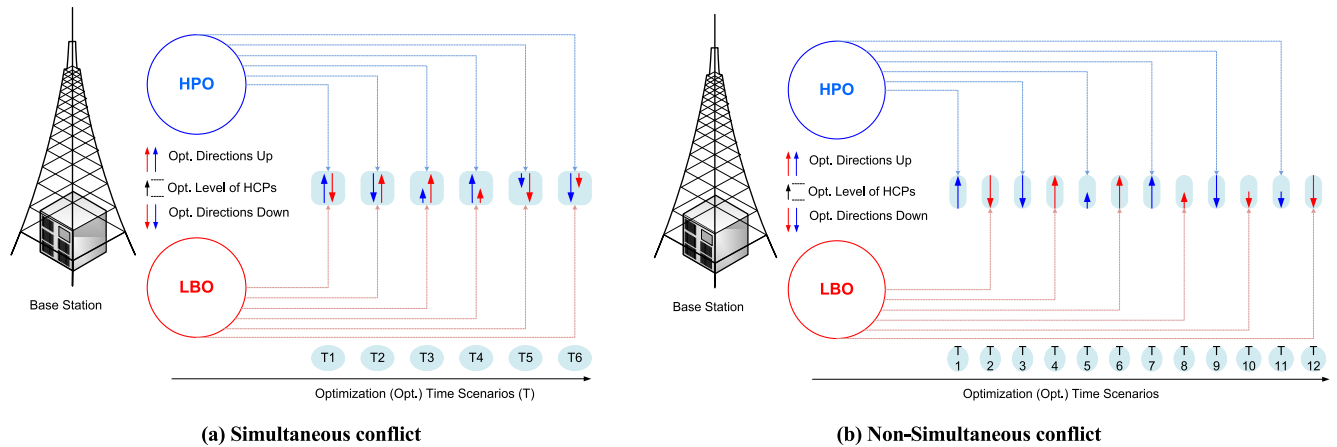 HPO
Opt. Directions Up
Opt. Level of HCPs
Opt. Directions Down
LBO
Base Station
T1 T2 T3 T4 T5 T6
Optimization (Opt.) Time Scenarios (T)
(a) Simultaneous conflict
HPO
Opt. Directions Up
Opt. Level of HCPs
Opt. Directions Down
LBO
Base Station
T T T T T T T T T T T T
1 2 3 4 5 6 7 8 9 10 11 12
Optimization (Opt.) Time Scenarios
(b) Non-Simultaneous conflict